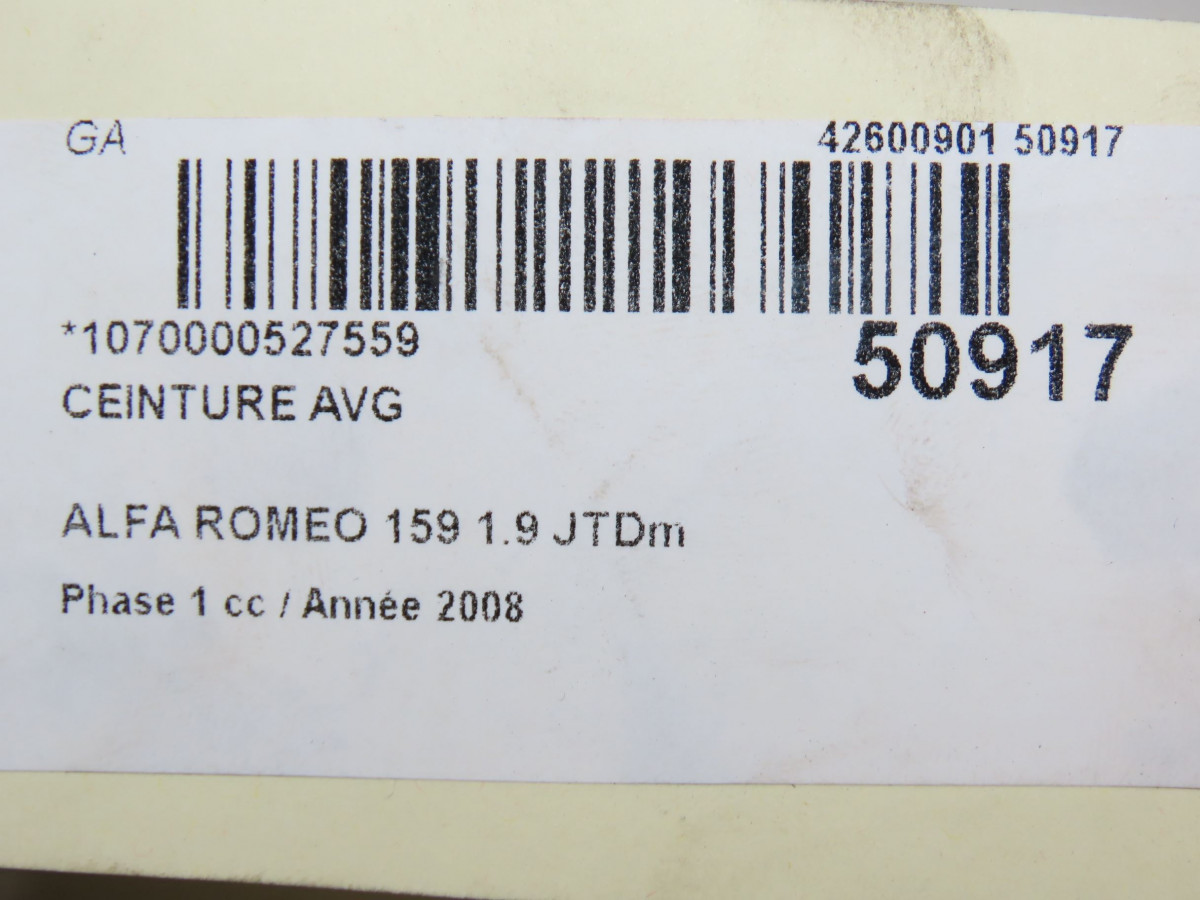 GA
42600901 50917
*1070000527559
50917
CEINTURE AVG
ALFA ROMEO 159 1.9 JTDm
Phase 1 cc / Année 2008